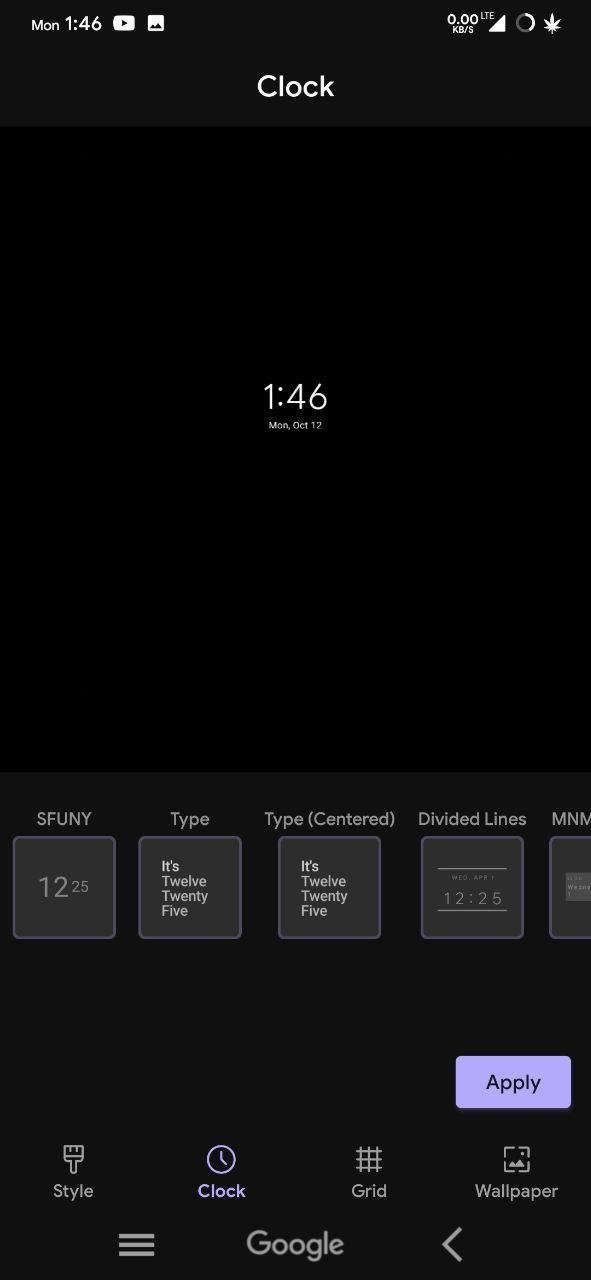 Mon 1:46
0.00 LTE
KB/S
Clock
1:46
Mon, Oct 12
SFUNY
Type
Type (Centered)
Divided Lines
MNM
12 25
It's
Twelve
Twenty
Five
It's
Twelve
Twenty
Five
WED, APR 1
12:25
Apply
Style
Clock
Grid
Wallpaper
Google